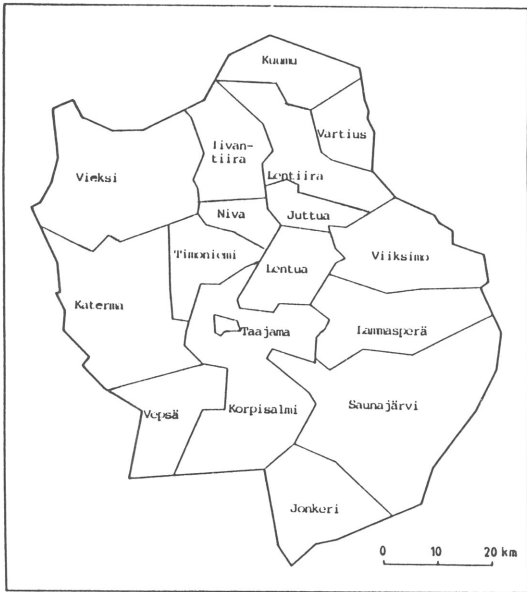 Kuumu
Vartius
Iivan-
tiira
Lentiira
Vieksi
Niva
Juttua
Timoniemi
Lentua
Viiksimo
Katerma
Taajama
Lammasperä
Vepsä
Korpisalmi
Saunajärvi
Jonkeri
0 10 20 km